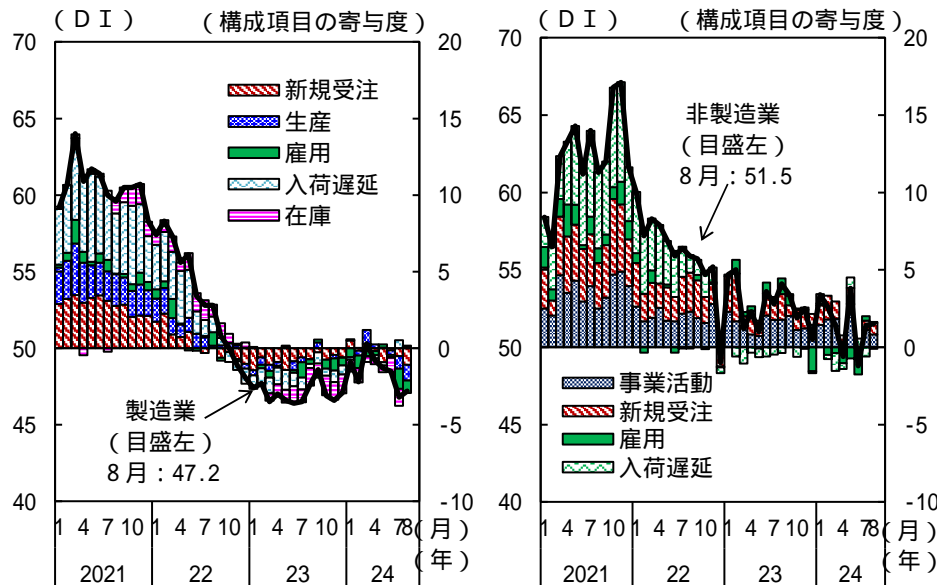 (ＤＩ) (構成項目の寄与度)
70 20
65 15
60 10
55 5
50 0
45 -5
40 -10
新規受注
生産
雇用
入荷遅延
在庫
製造業
(目盛左)
8月：47.2
1 4 7 10 1 4 7 10 1 4 7 10 1 4 78(月)
2021 22 23 24 (年)
(ＤＩ) (構成項目の寄与度)
70 20
65 15
60 10
55 5
50 0
45 -5
40 -10
非製造業
(目盛左)
8月：51.5
事業活動
新規受注
雇用
入荷遅延
1 4 7 10 1 4 7 10 1 4 7 10 1 4 78(月)
2021 22 23 24 (年)